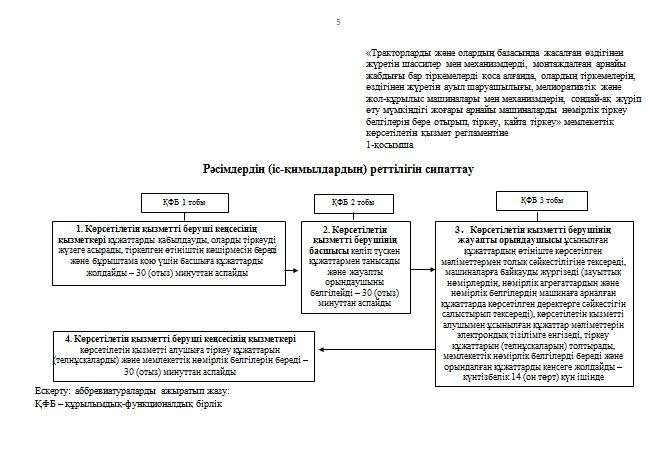 5
«Тракторларды және олардың базасында жасалған өздігінен
жүретін шассилер мен механизмдерді, монтаждалған арнайы
жабдығы бар тіркемелерді қоса алғанда, олардың тіркемелерін,
өздігінен жүретін ауыл шаруашылығы, мелиоративтік және
жол-құрылыс машиналары мен механизмдерін, сондай-ақ жүріп
өту мүмкіндігі жоғары арнайы машиналарды нөмірлік тіркеу
белгілерін бере отырып, тіркеу, қайта тіркеу» мемлекеттік
көрсетілетін қызмет регламентіне
1-қосымша
Рәсімдердің (іс-қимылдардың) реттілігін сипаттау
ҚФБ 1 тобы
ҚФБ 2 тобы
ҚФБ 3 тобы
1. Көрсетілетін қызметті беруші кеңсесінің
қызметкері құжаттарды қабылдауды, оларды тіркеуді
жүзеге асырады, тіркелген өтініштің көшірмесін береді
және бұрыштама қою үшін басшыға құжаттарды
жолдайды – 30 (отыз) минуттан аспайды
2. Көрсетілетін
қызметті берушінің
басшысы келіп түскен
құжаттармен танысады
және жауапты
орындаушыны
белгілейді – 30 (отыз)
минуттан аспайды
3. Көрсетілетін қызметті берушінің
жауапты орындаушысы ұсынылған
құжаттардың өтініште көрсетілген
мәліметтермен толық сәйкестілігіне тексереді,
машиналарға байқауды жүргізеді (зауыттық
нөмірлердің, нөмірлік агрегаттардың және
нөмірлік белгілердің машинаға арналған
құжаттарда көрсетілген деректерге сәйкестігін
салыстырып тексереді), көрсетілетін қызметті
алушымен ұсынылған құжаттар мәліметтерін
электрондық тізілімге енгізеді, тіркеу
құжаттарын (телнұсқаларын) толтырады,
мемлекеттік нөмірлік белгілерді береді және
орындалған құжаттарды кеңсеге жолдайды –
күнтізбелік 14 (он төрт) күн ішінде
4. Көрсетілетін қызметті беруші кеңсесінің қызметкері
көрсетілетін қызметті алушыға тіркеу құжаттарын
(телнұсқаларды) және мемлекеттік нөмірлік белгілерін береді –
30 (отыз) минуттан аспайды
Ескерту: аббревиатураларды ажыратып жазу:
ҚФБ – құрылымдық-функционалдық бірлік